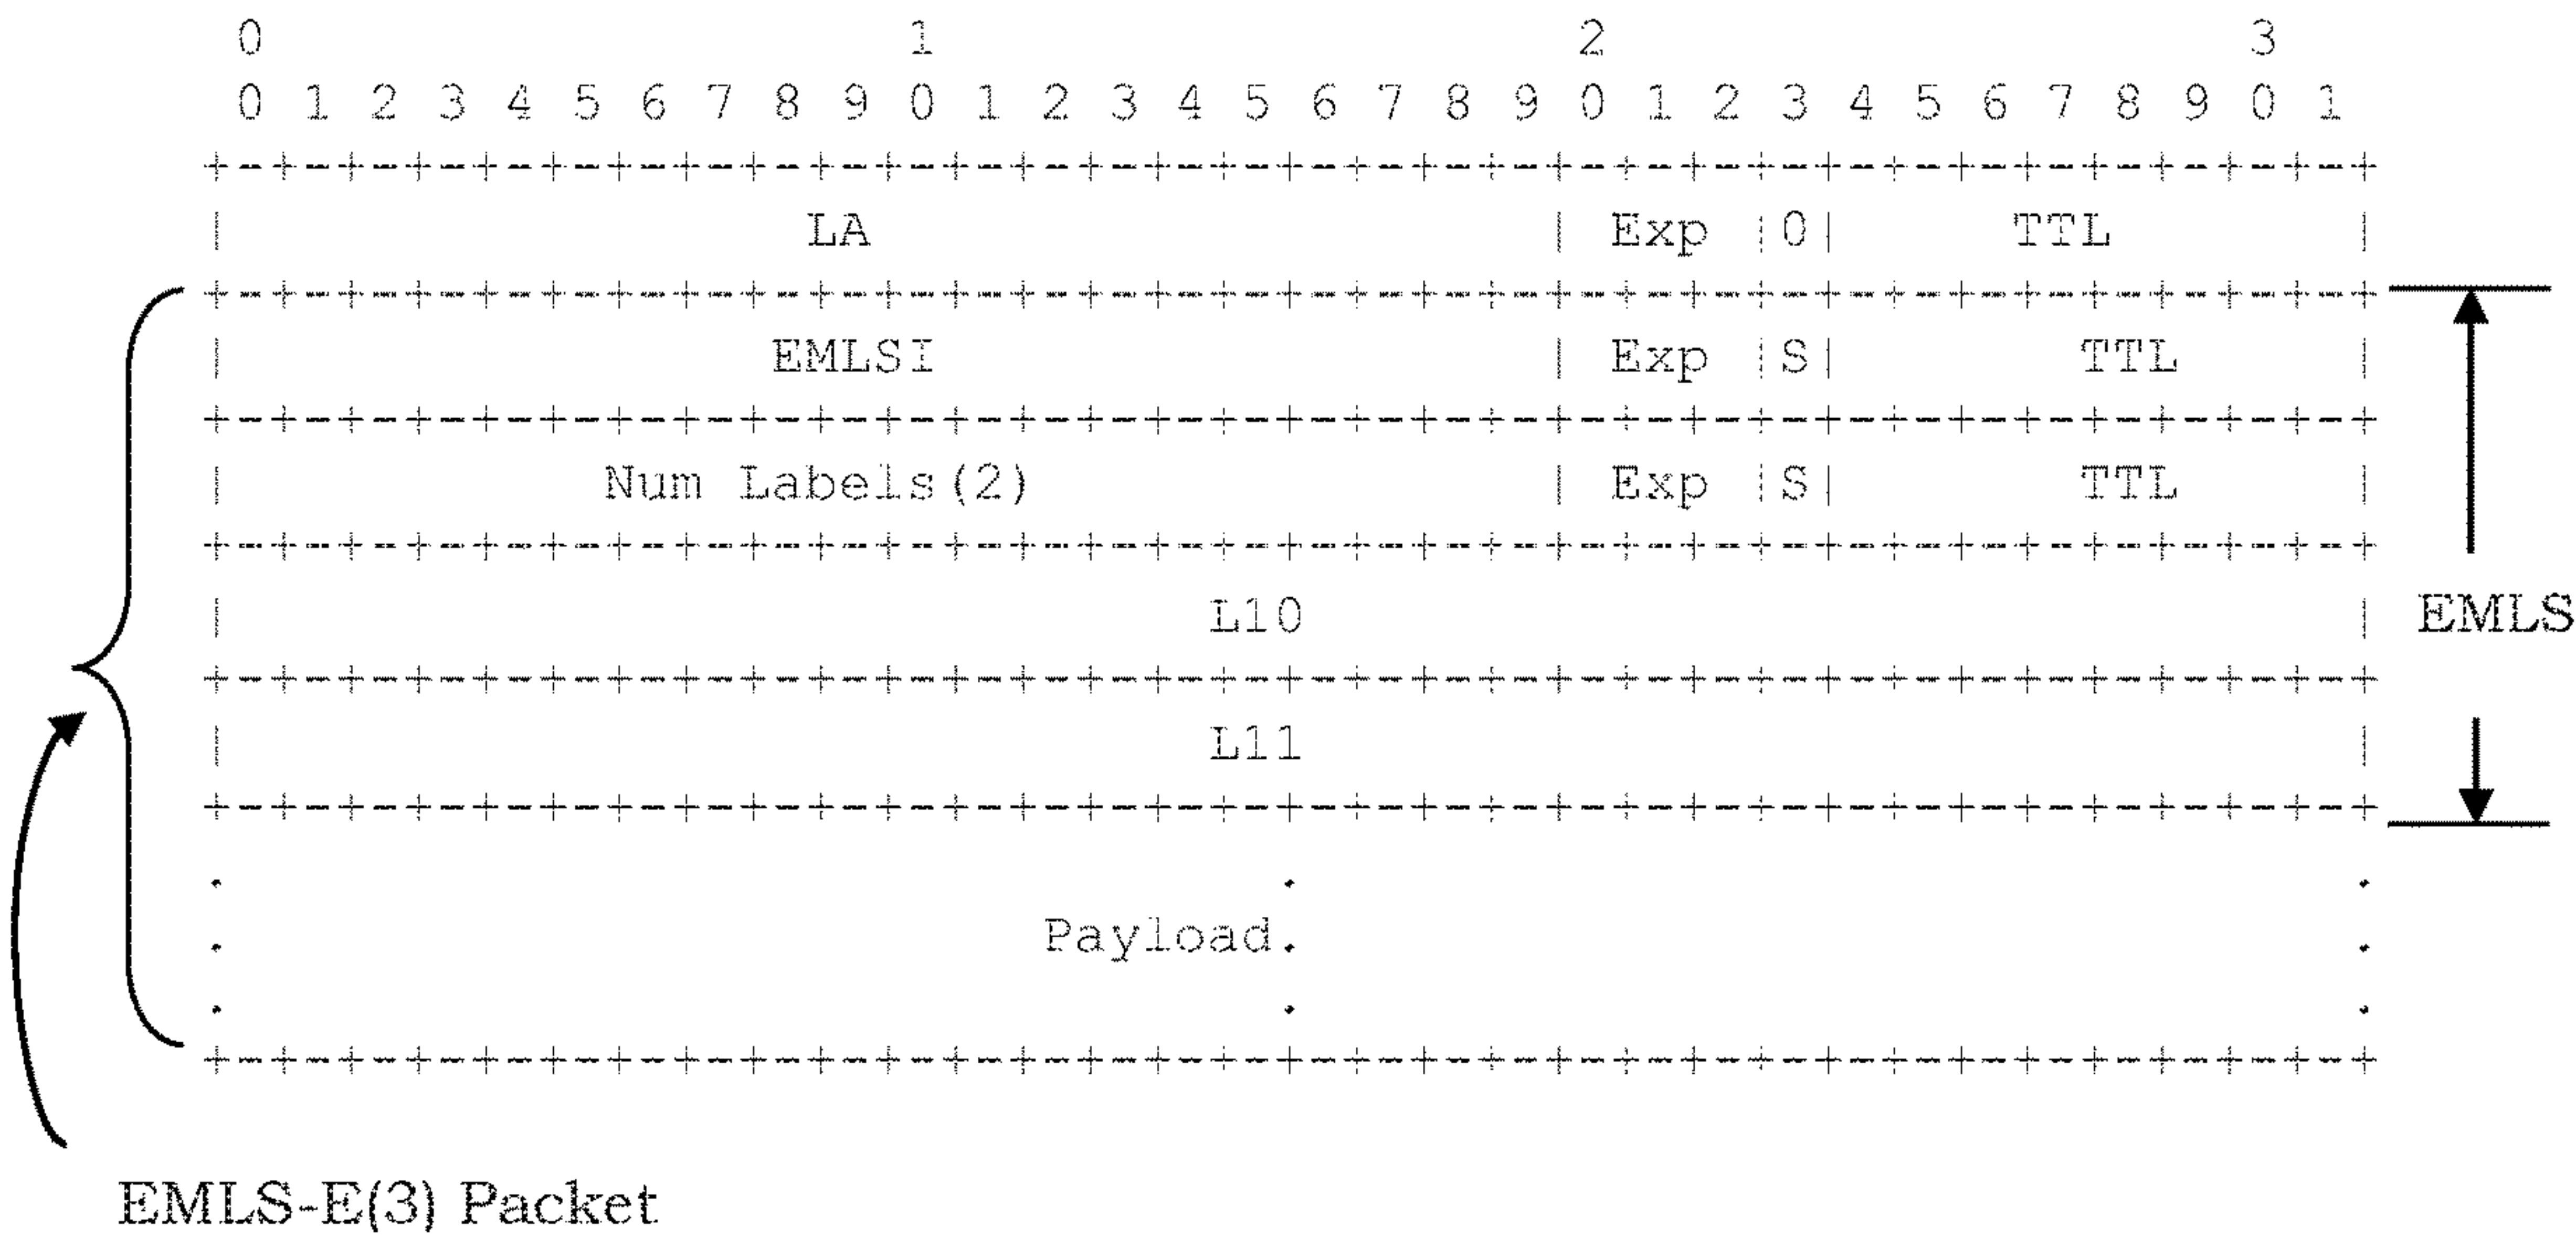 0 1 2 3
0 1 2 3 4 5 6 7 8 9 0 1 2 3 4 5 6 7 8 9 0 1 2 3 4 5 6 7 8 9 0 1
+-+-+-+-+-+-+-+-+-+-+-+-+-+-+-+-+-+-+-+-+-+-+-+-+-+-+-+-+-+-+-+-+
| LA | Exp |0| TTL |
+-+-+-+-+-+-+-+-+-+-+-+-+-+-+-+-+-+-+-+-+-+-+-+-+-+-+-+-+-+-+-+-+
| EMLSI | Exp |S| TTL |
+-+-+-+-+-+-+-+-+-+-+-+-+-+-+-+-+-+-+-+-+-+-+-+-+-+-+-+-+-+-+-+-+
| Num Labels(2) | Exp |S| TTL |
+-+-+-+-+-+-+-+-+-+-+-+-+-+-+-+-+-+-+-+-+-+-+-+-+-+-+-+-+-+-+-+-+
| L10 | EMLS
+-+-+-+-+-+-+-+-+-+-+-+-+-+-+-+-+-+-+-+-+-+-+-+-+-+-+-+-+-+-+-+-+
| L11 |
+-+-+-+-+-+-+-+-+-+-+-+-+-+-+-+-+-+-+-+-+-+-+-+-+-+-+-+-+-+-+-+-+
. . .
. Payload. .
. . .
+-+-+-+-+-+-+-+-+-+-+-+-+-+-+-+-+-+-+-+-+-+-+-+-+-+-+-+-+-+-+-+-+
EMLS-E(3) Packet